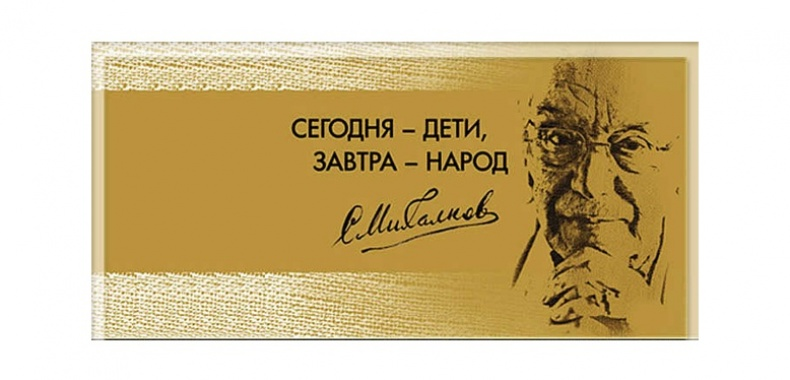 СЕГОДНЯ – ДЕТИ,
ЗАВТРА – НАРОД
С Михалков